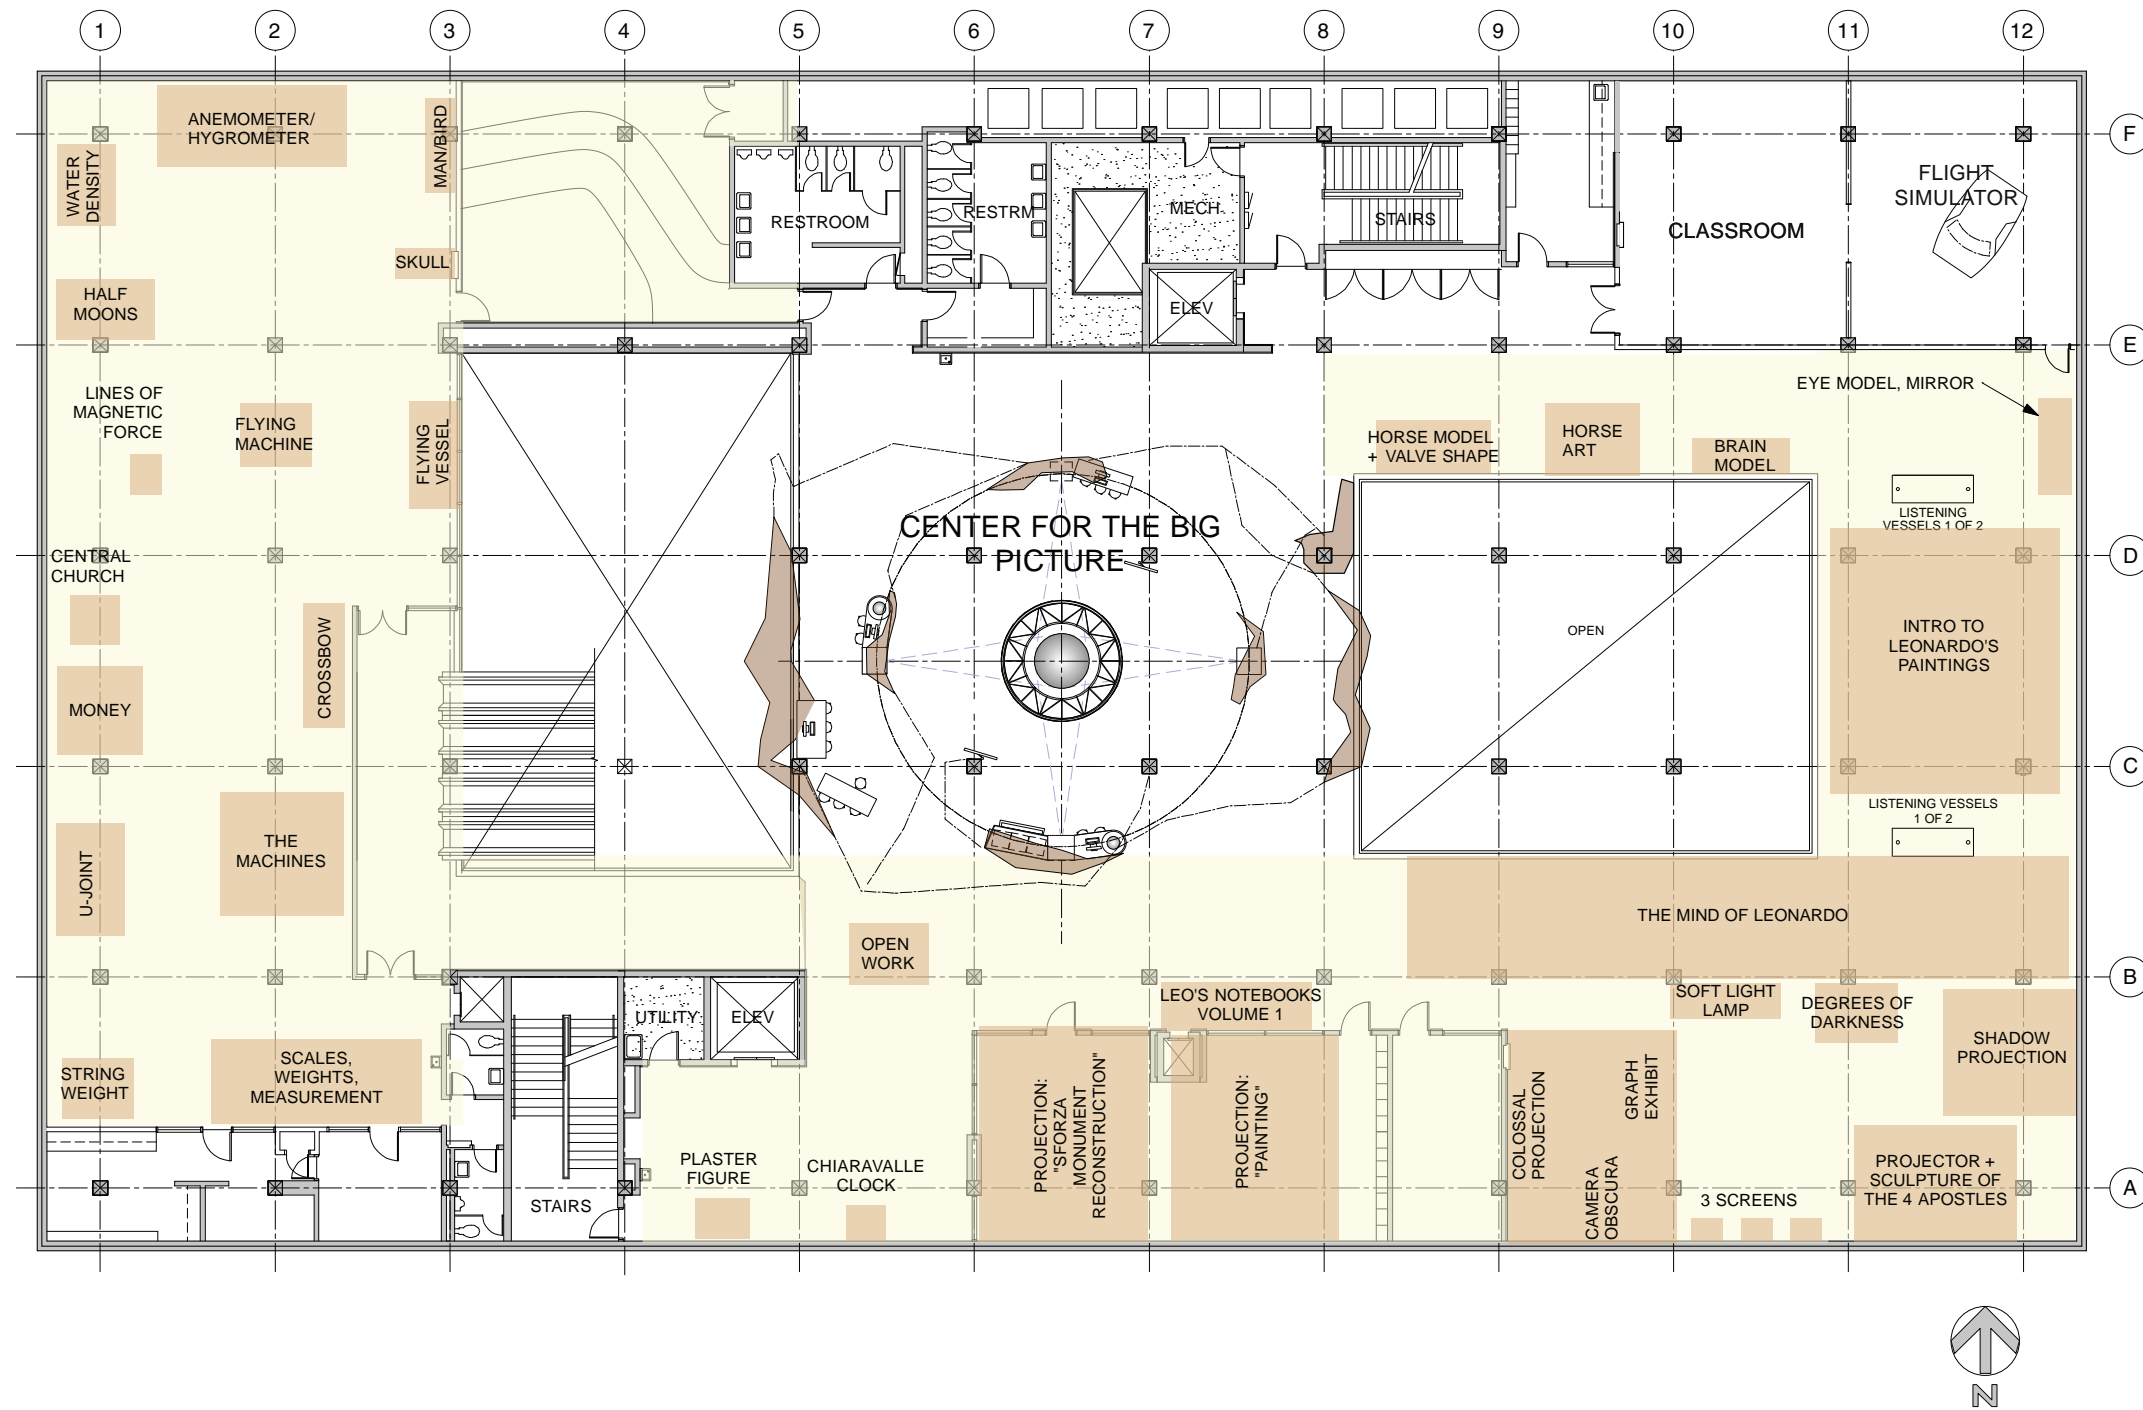 1 2 3 4 5 6 7 8 9 10 11 12
ANEMOMETER/
HYGROMETER
MAN/BIRD
F
WATER
DENSITY
FLIGHT
SIMULATOR
RESTROOM
RESTRM
MECH
STAIRS
CLASSROOM
SKULL
HALF
MOONS
ELEV
E
LINES OF
MAGNETIC
FORCE
FLYING
MACHINE
FLYING
VESSEL
EYE MODEL, MIRROR
HORSE MODEL
+ VALVE SHAPE
HORSE
ART
BRAIN
MODEL
LISTENING
VESSELS 1 OF 2
CENTER FOR THE BIG
PICTURE
D
CENTRAL
CHURCH
CROSSBOW
OPEN
INTRO TO
LEONARDO'S
PAINTINGS
MONEY
C
LISTENING VESSELS
1 OF 2
THE
MACHINES
U-JOINT
THE MIND OF LEONARDO
OPEN
WORK
B
UTILITY
ELEV
LEO'S NOTEBOOKS
VOLUME 1
SOFT LIGHT
LAMP
DEGREES OF
DARKNESS
SHADOW
PROJECTION
STRING
WEIGHT
SCALES,
WEIGHTS,
MEASUREMENT
PROJECTION:
"SFORZA
MONUMENT
RECONSTRUCTION"
PROJECTION:
"PAINTING"
COLOSSAL
PROJECTION
GRAPH
EXHIBIT
CAMERA
OBSCURA
PLASTER
FIGURE
CHIARAVALLE
CLOCK
STAIRS
3 SCREENS
PROJECTOR +
SCULPTURE OF
THE 4 APOSTLES
A
N